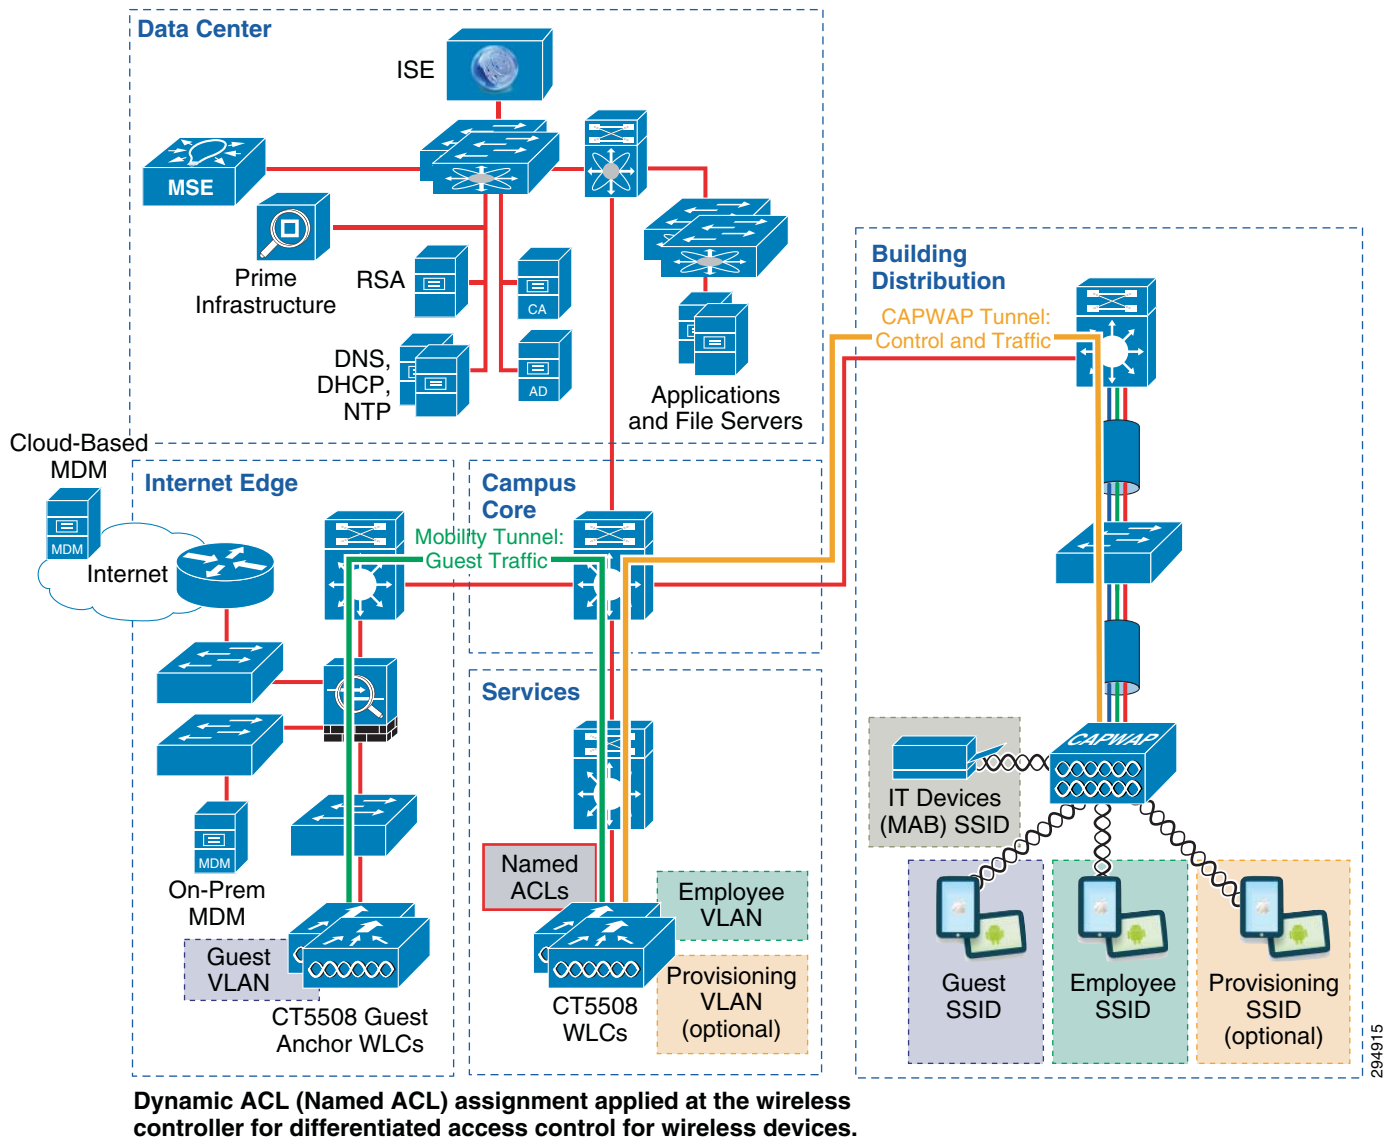 Data Center
ISE
MSE
Prime
Infrastructure
RSA
CA
DNS,
DHCP,
NTP
AD
Applications
and File Servers
Building
Distribution
CAPWAP Tunnel:
Control and Traffic
Cloud-Based
MDM
MDM
Internet
Internet Edge
Campus
Core
Mobility Tunnel:
Guest Traffic
Services
MDM
On-Prem
MDM
Guest
VLAN
CT5508 Guest
Anchor WLCs
Named
ACLs
Employee
VLAN
Provisioning
VLAN
(optional)
CT5508
WLCs
CAPWAP
IT Devices
(MAB) SSID
Guest
SSID
Employee
SSID
Provisioning
SSID
(optional)
294915
Dynamic ACL (Named ACL) assignment applied at the wireless
controller for differentiated access control for wireless devices.